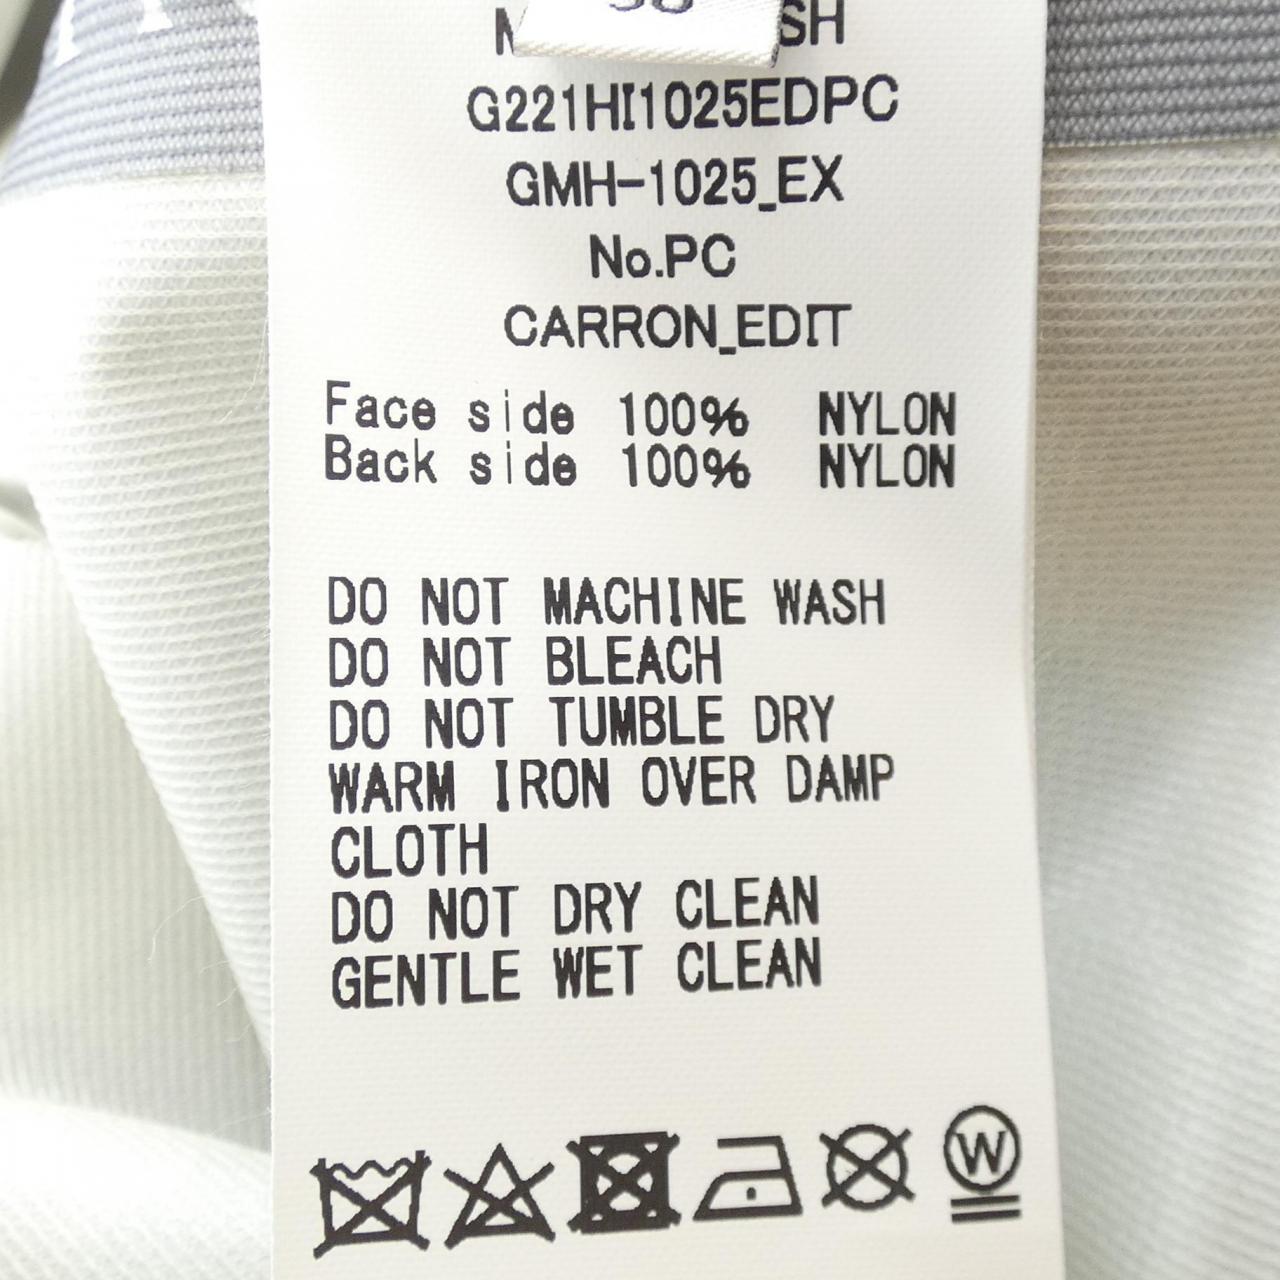 G221HI1025EDPC
GMH-1025_EX
No.PC
CARRON_EDIT
Face side 100% NYLON
Back side 100% NYLON
DO NOT MACHINE WASH
DO NOT BLEACH
DO NOT TUMBLE DRY
WARM IRON OVER DAMP
CLOTH
DO NOT DRY CLEAN
GENTLE WET CLEAN
W